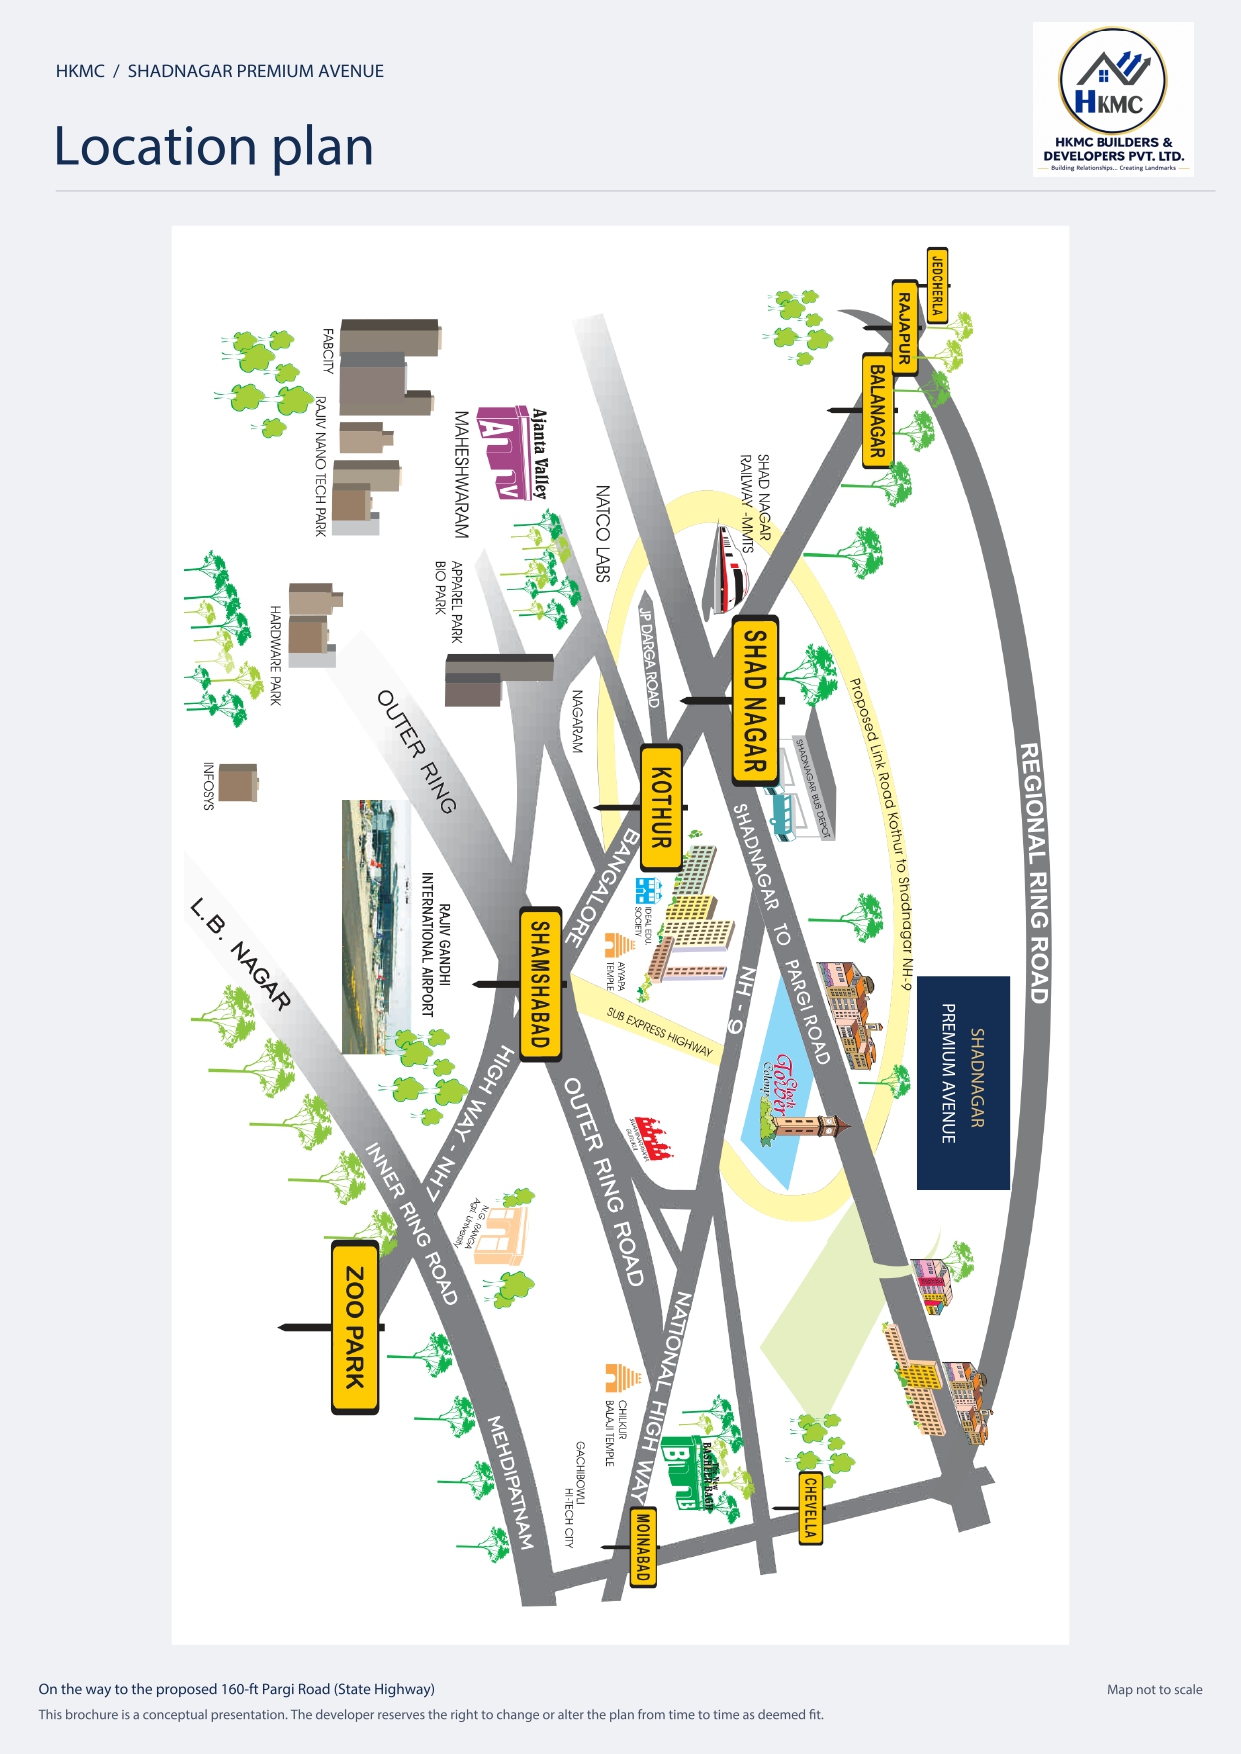 HKMC / SHADNAGAR PREMIUM AVENUE
Location plan
HKMC
HKMC BUILDERS &
DEVELOPERS PVT. LTD.
Building Relationships... Creating Landmarks
JEDCHERLA
RAJAPUR
BALANAGAR
REGIONAL RING ROAD
SHADNAGAR
PREMIUM AVENUE
Proposed Link Road Kothur to Shadnagar NH-9
SHAD NAGAR
RAILWAY -MMTS
SHAD NAGAR
SHADNAGAR BUS DEPOT
SHADNAGAR TO PARGI ROAD
JP DARGA ROAD
KOTHUR
NATCO LABS
Ajanta Valley
MAHESHWARAM
FABCITY
RAJIV NANO TECH PARK
APPAREL PARK
BIO PARK
NAGARAM
HARDWARE PARK
INFOSYS
OUTER RING
BANGALORE
IDEAL EDU.
SOCIETY
AYYAPA
TEMPLE
NH - 9
Clock
Tower
Colony
SUB EXPRESS HIGHWAY
SHAMSHABAD
RAJIV GANDHI
INTERNATIONAL AIRPORT
L.B. NAGAR
HIGH WAY - NH7
OUTER RING ROAD
INNER RING ROAD
N.G. RANGA
Agri. University
ZOO PARK
NATIONAL HIGH WAY
CHILKUR
BALAJI TEMPLE
GACHIBOWLI
HI-TECH CITY
MEHDIPATNAM
MOINABAD
CHEVELLA
On the way to the proposed 160-ft Pargi Road (State Highway)
Map not to scale
This brochure is a conceptual presentation. The developer reserves the right to change or alter the plan from time to time as deemed fit.